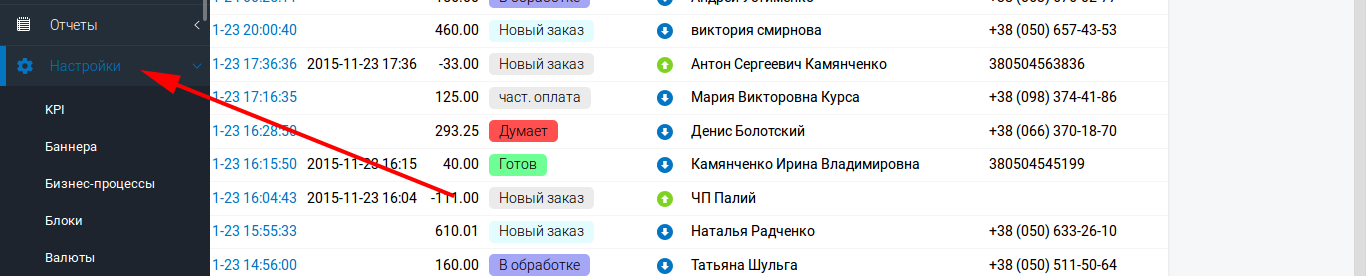 Отчеты
Настройки
KPI
Баннера
Бизнес-процессы
Блоки
Валюты
1-23 20:00:40 460.00 Новый заказ виктория смирнова +38 (050) 657-43-53
1-23 17:36:36 2015-11-23 17:36 -33.00 Новый заказ Антон Сергеевич Камянченко 380504563836
1-23 17:16:35 125.00 част. оплата Мария Викторовна Курса +38 (098) 374-41-86
1-23 16:28:50 293.25 Думает Денис Болотский +38 (066) 370-18-70
1-23 16:15:50 2015-11-23 16:15 40.00 Готов Камянченко Ирина Владимировна 380504545199
1-23 16:04:43 2015-11-23 16:04 -111.00 Новый заказ ЧП Палий
1-23 15:55:33 610.01 Новый заказ Наталья Радченко +38 (050) 633-26-10
1-23 14:56:00 160.00 В обработке Татьяна Шульга +38 (050) 511-50-64